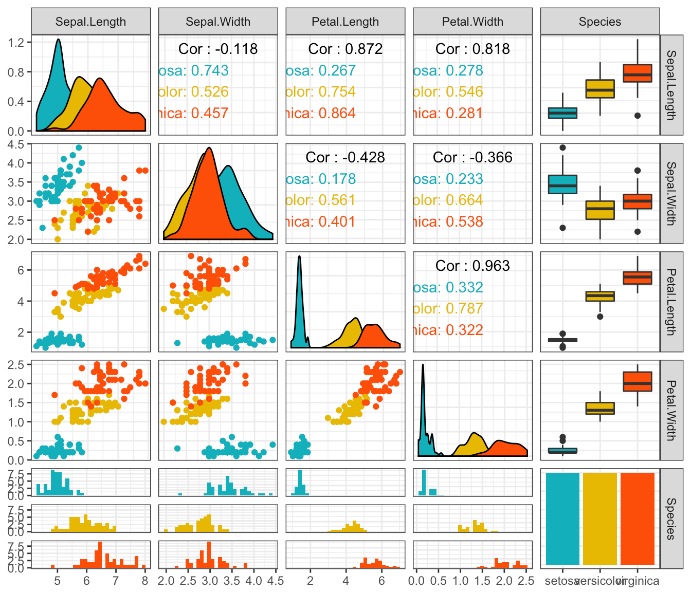 Sepal.Length Sepal.Width Petal.Length Petal.Width Species
1.2
0.8
0.4
0.0
Cor : -0.118 Cor : 0.872 Cor : 0.818
osa: 0.743 osa: 0.267 osa: 0.278
olor: 0.526 olor: 0.754 olor: 0.546
nica: 0.457 nica: 0.864 nica: 0.281
Sepal.Length
4.5
4.0
3.5
3.0
2.5
2.0
Cor : -0.428 Cor : -0.366
osa: 0.178 osa: 0.233
olor: 0.561 olor: 0.664
nica: 0.401 nica: 0.538
Sepal.Width
6
4
2
Cor : 0.963
osa: 0.332
olor: 0.787
nica: 0.322
Petal.Length
2.5
2.0
1.5
1.0
0.5
0.0
Petal.Width
7.5
5.0
2.5
0.0
7.5
5.0
2.5
0.0
7.5
5.0
2.5
0.0
Species
5 6 7 8 2.0 2.5 3.0 3.5 4.0 4.5 2 4 6 0.0 0.5 1.0 1.5 2.0 2.5 setosa versicolor virginica